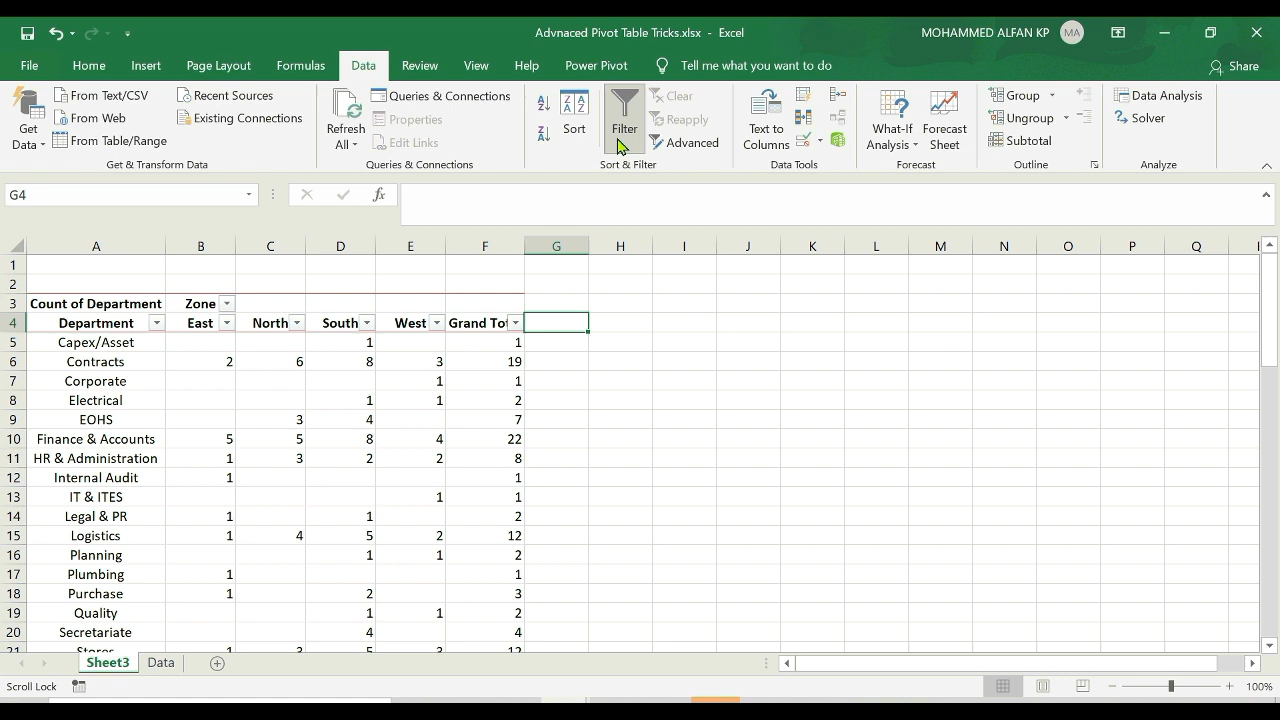 Advnaced Pivot Table Tricks.xlsx - Excel
MOHAMMED ALFAN KP
MA
File Home Insert Page Layout Formulas Data Review View Help Power Pivot Tell me what you want to do
Share
Get Data
From Text/CSV
From Web
From Table/Range
Recent Sources
Existing Connections
Get & Transform Data
Refresh All
Queries & Connections
Properties
Edit Links
Queries & Connections
Sort
Filter
Clear
Reapply
Advanced
Sort & Filter
Text to Columns
Data Tools
What-If Analysis
Forecast Sheet
Forecast
Group
Ungroup
Subtotal
Outline
Data Analysis
Solver
Analyze
G4
fx
A B C D E F G H I J K L M N O P Q
1
2
3 Count of Department Zone
4 Department East North South West Grand Tot
5 Capex/Asset 1 1
6 Contracts 2 6 8 3 19
7 Corporate 1 1
8 Electrical 1 1 2
9 EOHS 3 4 7
10 Finance & Accounts 5 5 8 4 22
11 HR & Administration 1 3 2 2 8
12 Internal Audit 1 1
13 IT & ITES 1 1
14 Legal & PR 1 1 2
15 Logistics 1 4 5 2 12
16 Planning 1 1 2
17 Plumbing 1 1
18 Purchase 1 2 3
19 Quality 1 1 2
20 Secretariate 4 4
21 Stores 1 3 5 3 12
Sheet3 Data
Scroll Lock
100%